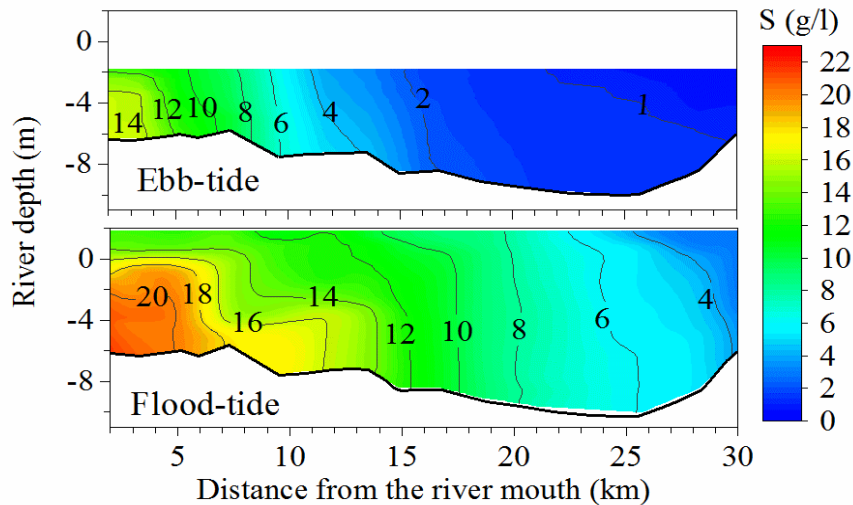 S (g/l)
0
-4
-8
14 12 10 8 6 4 2 1
Ebb-tide
0
-4
-8
20 18 16 14 12 10 8 6 4
Flood-tide
River depth (m)
22
20
18
16
14
12
10
8
6
4
2
0
5 10 15 20 25 30
Distance from the river mouth (km)